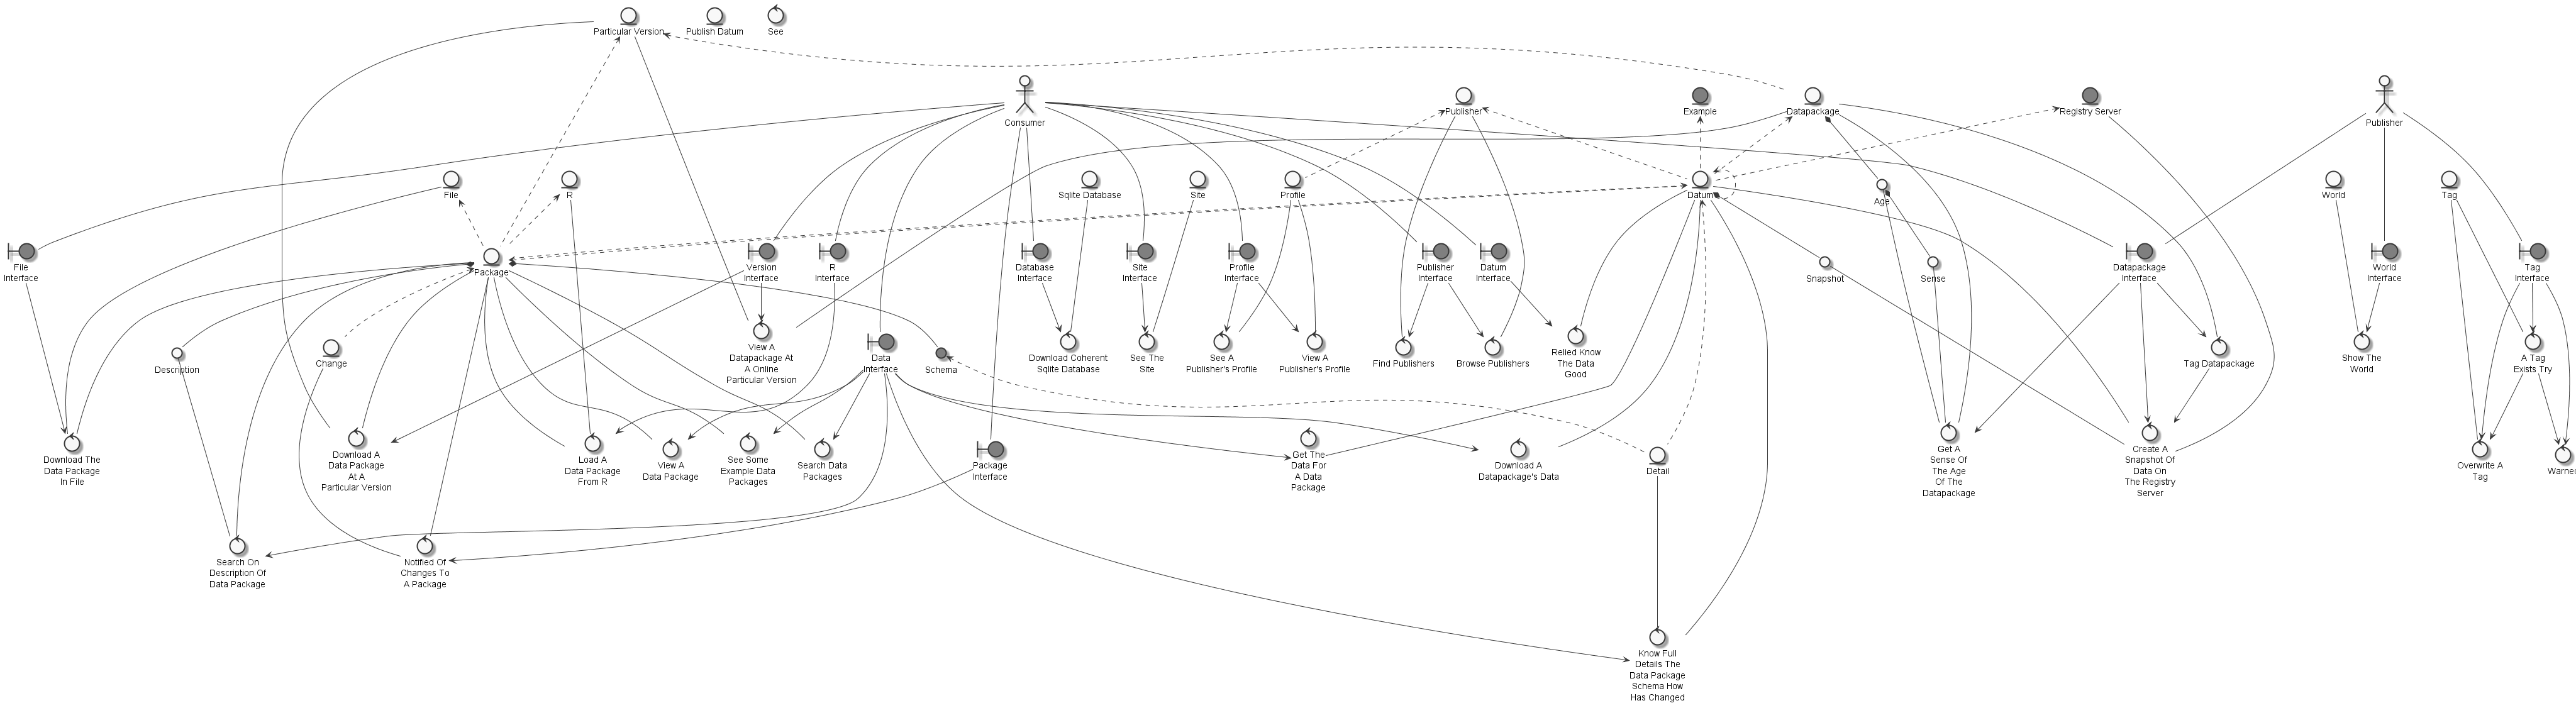 Particular Version
Publish Datum
See
Consumer
Publisher
Example
Datapackage
Registry Server
Publisher
File
R
Sqlite Database
Site
Profile
Datum
Age
World
Tag
File
Interface
Package
Version
Interface
R
Interface
Database
Interface
Site
Interface
Profile
Interface
Publisher
Interface
Datum
Interface
Snapshot
Sense
Datapackage
Interface
World
Interface
Tag
Interface
Description
Change
View A
Datapackage At
A Online
Particular Version
Data
Interface
Schema
Download Coherent
Sqlite Database
See The
Site
See A
Publisher's Profile
View A
Publisher's Profile
Find Publishers
Browse Publishers
Relied Know
The Data
Good
Tag Datapackage
Show The
World
A Tag
Exists Try
Download The
Data Package
In File
Download A
Data Package
At A
Particular Version
Load A
Data Package
From R
View A
Data Package
See Some
Example Data
Packages
Search Data
Packages
Package
Interface
Get The
Data For
A Data
Package
Download A
Datapackage's Data
Detail
Get A
Sense Of
The Age
Of The
Datapackage
Create A
Snapshot Of
Data On
The Registry
Server
Overwrite A
Tag
Warned
Search On
Description Of
Data Package
Notified Of
Changes To
A Package
Know Full
Details The
Data Package
Schema How
Has Changed